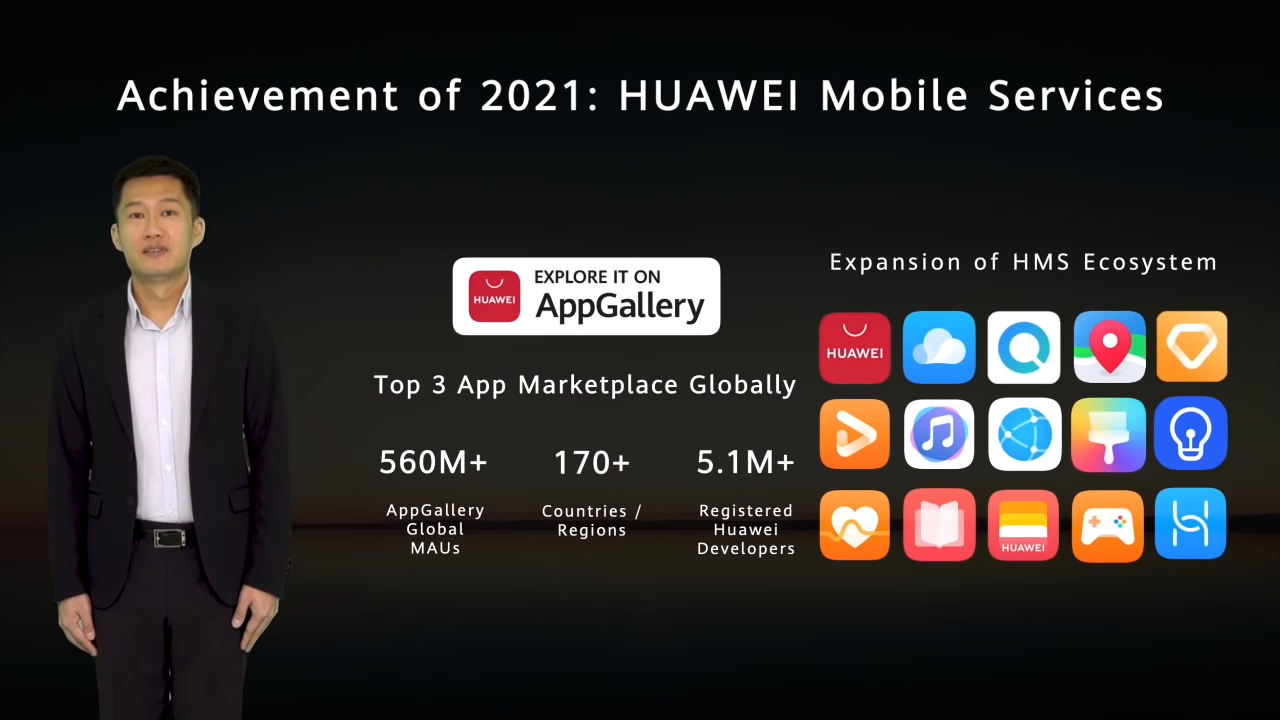 Achievement of 2021: HUAWEI Mobile Services
EXPLORE IT ON
HUAWEI
AppGallery
Top 3 App Marketplace Globally
560M+
AppGallery
Global
MAUs
170+
Countries /
Regions
5.1M+
Registered
Huawei
Developers
Expansion of HMS Ecosystem
HUAWEI
HUAWEI